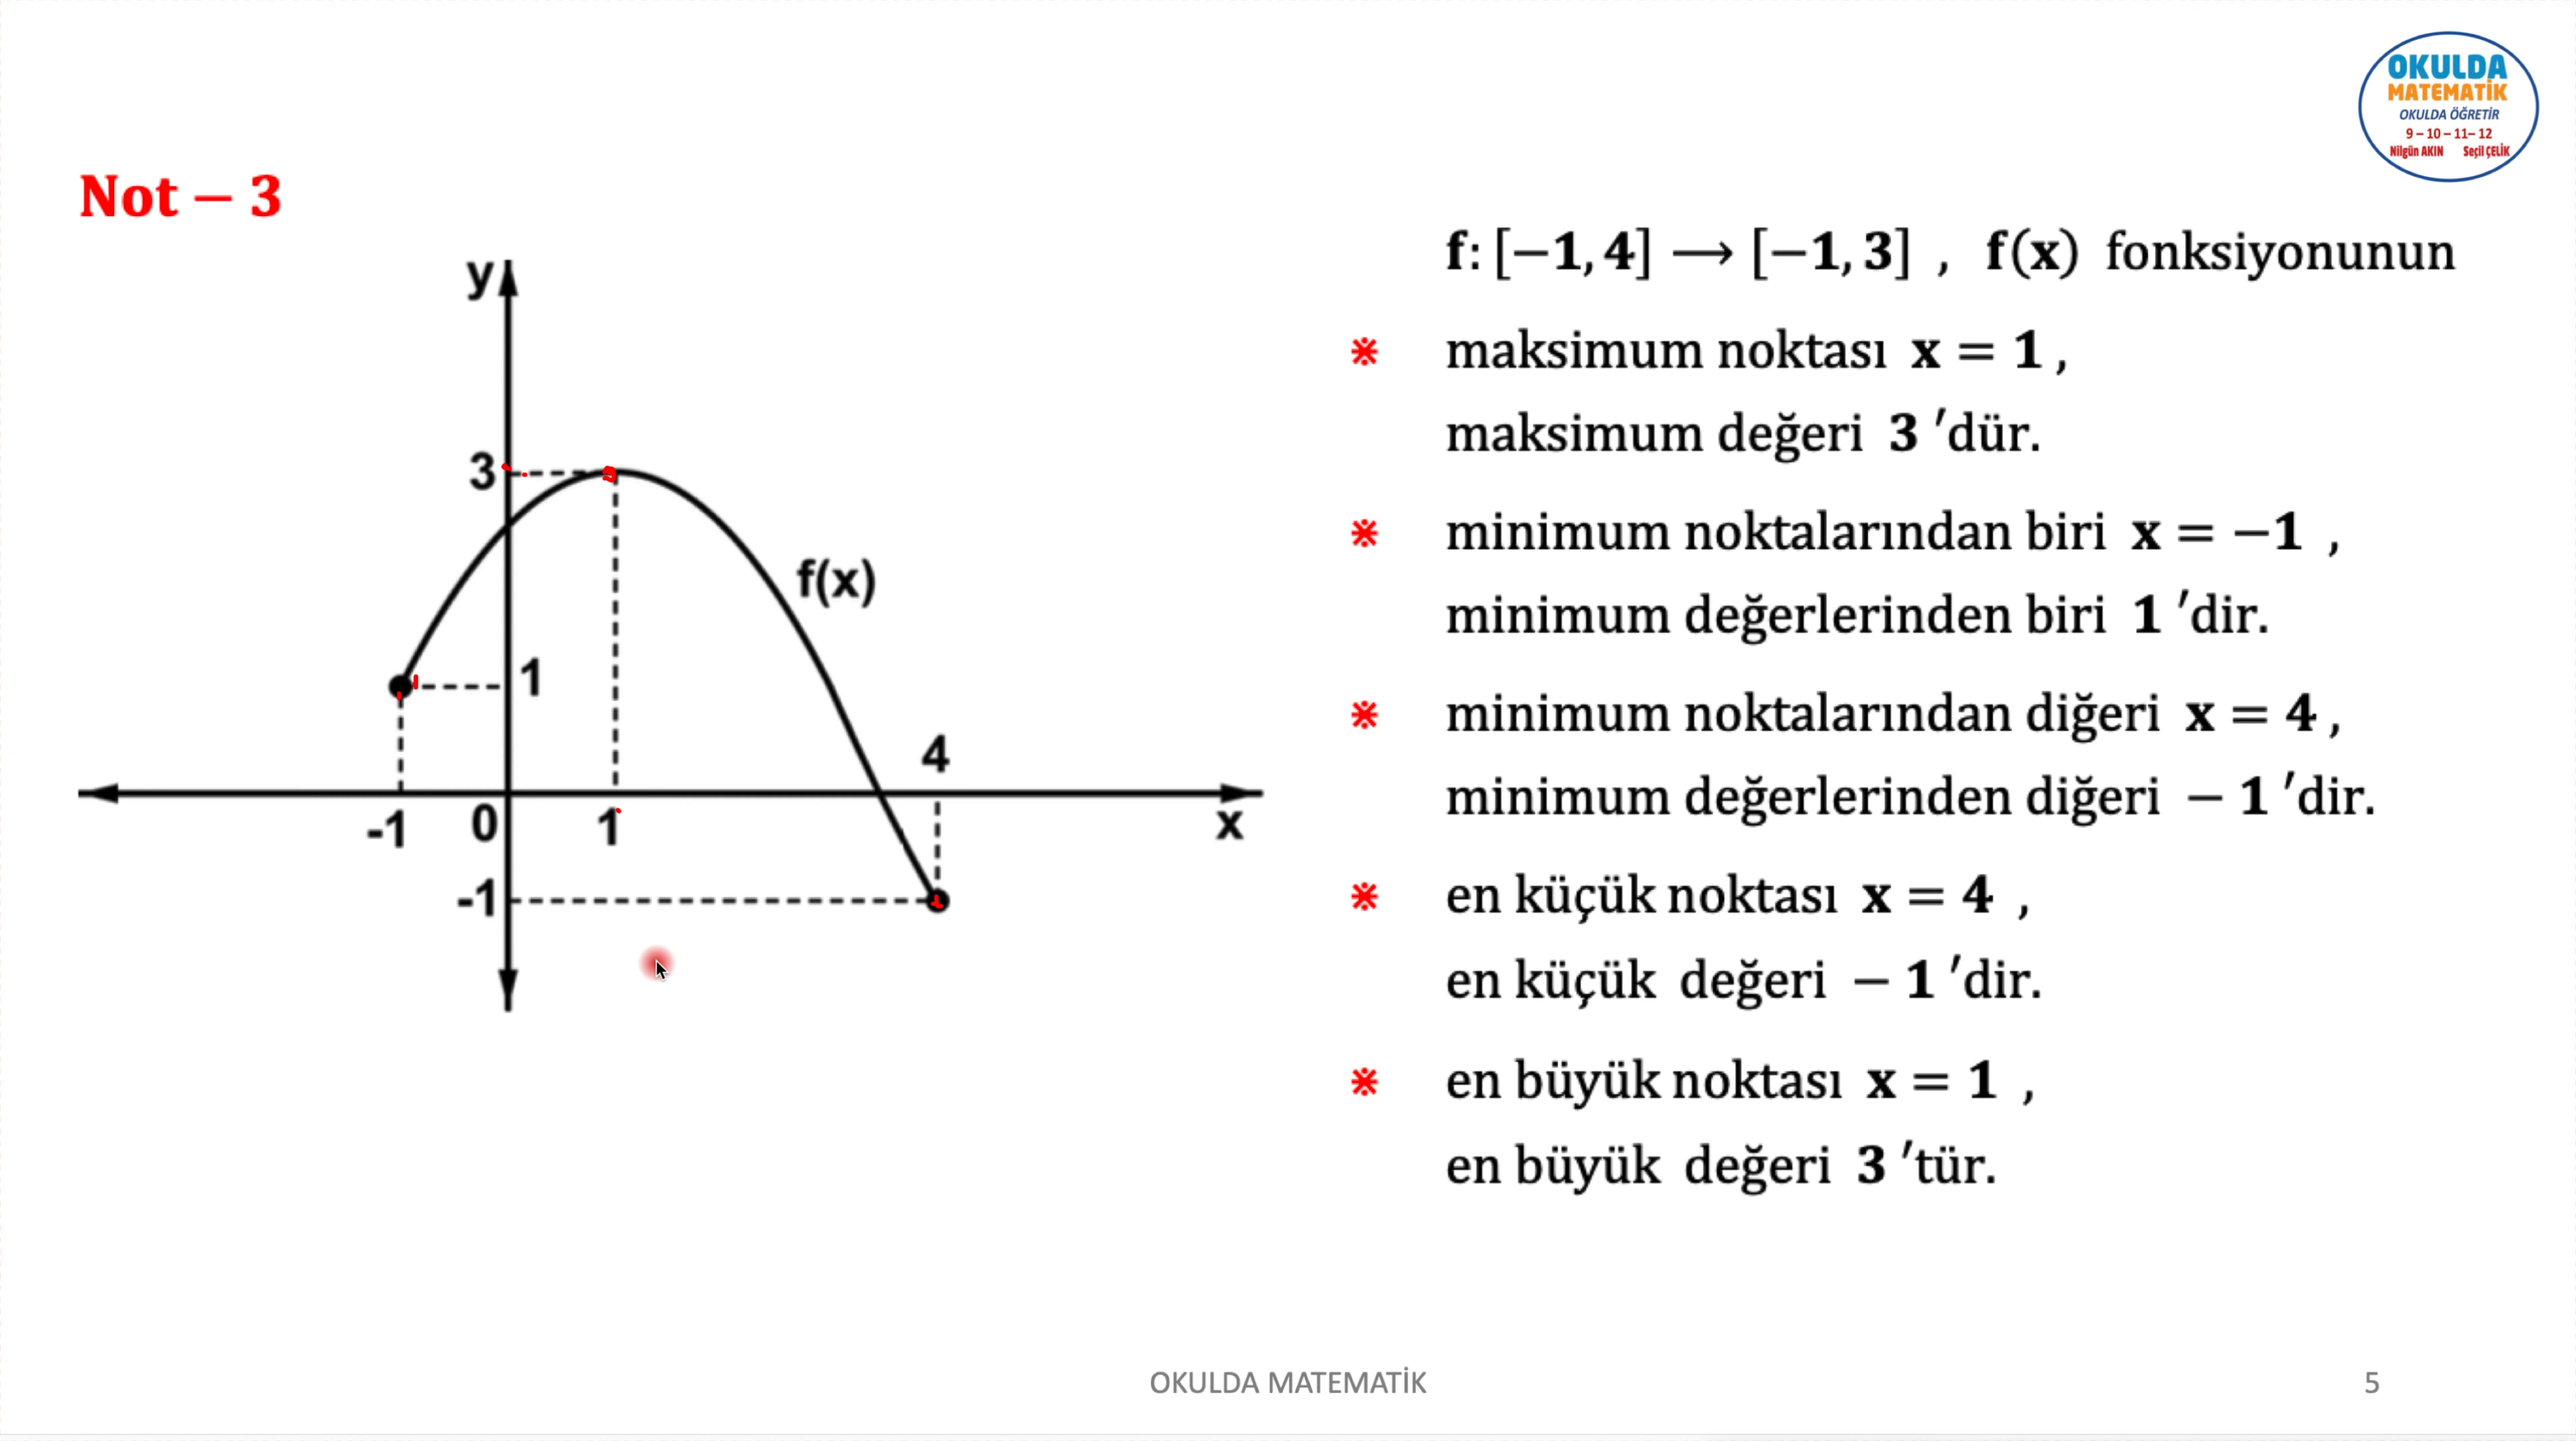 OKULDA
MATEMATİK
OKULDA ÖĞRETİR
9 – 10 – 11– 12
Nilgün AKIN Seçil ÇELİK
Not – 3
y
3
f(x)
1
4
-1 0 1 x
-1
f: [−1, 4] ⟶ [−1, 3] , f(x) fonksiyonunun
※ maksimum noktası x = 1 ,
maksimum değeri 3 ′dür.
※ minimum noktalarından biri x = −1 ,
minimum değerlerinden biri 1 ′dir.
※ minimum noktalarından diğeri x = 4 ,
minimum değerlerinden diğeri − 1 ′dir.
※ en küçük noktası x = 4 ,
en küçük değeri − 1 ′dir.
※ en büyük noktası x = 1 ,
en büyük değeri 3 ′tür.
OKULDA MATEMATİK
5